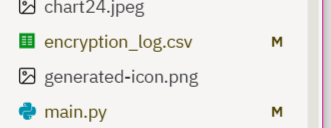 chart24.jpeg
encryption_log.csv M
generated-icon.png
main.py M